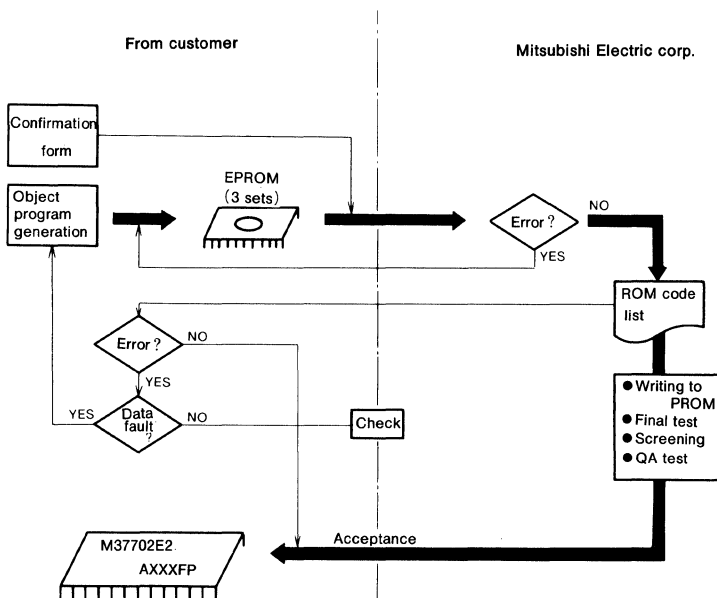 From customer
Mitsubishi Electric corp.
Confirmation
form
EPROM
(3 sets)
Object
program
generation
Error?
NO
YES
ROM code
list
Error?
NO
YES
Data
fault
?
YES
NO
Check
● Writing to
PROM
● Final test
● Screening
● QA test
Acceptance
M37702E2
AXXXFP